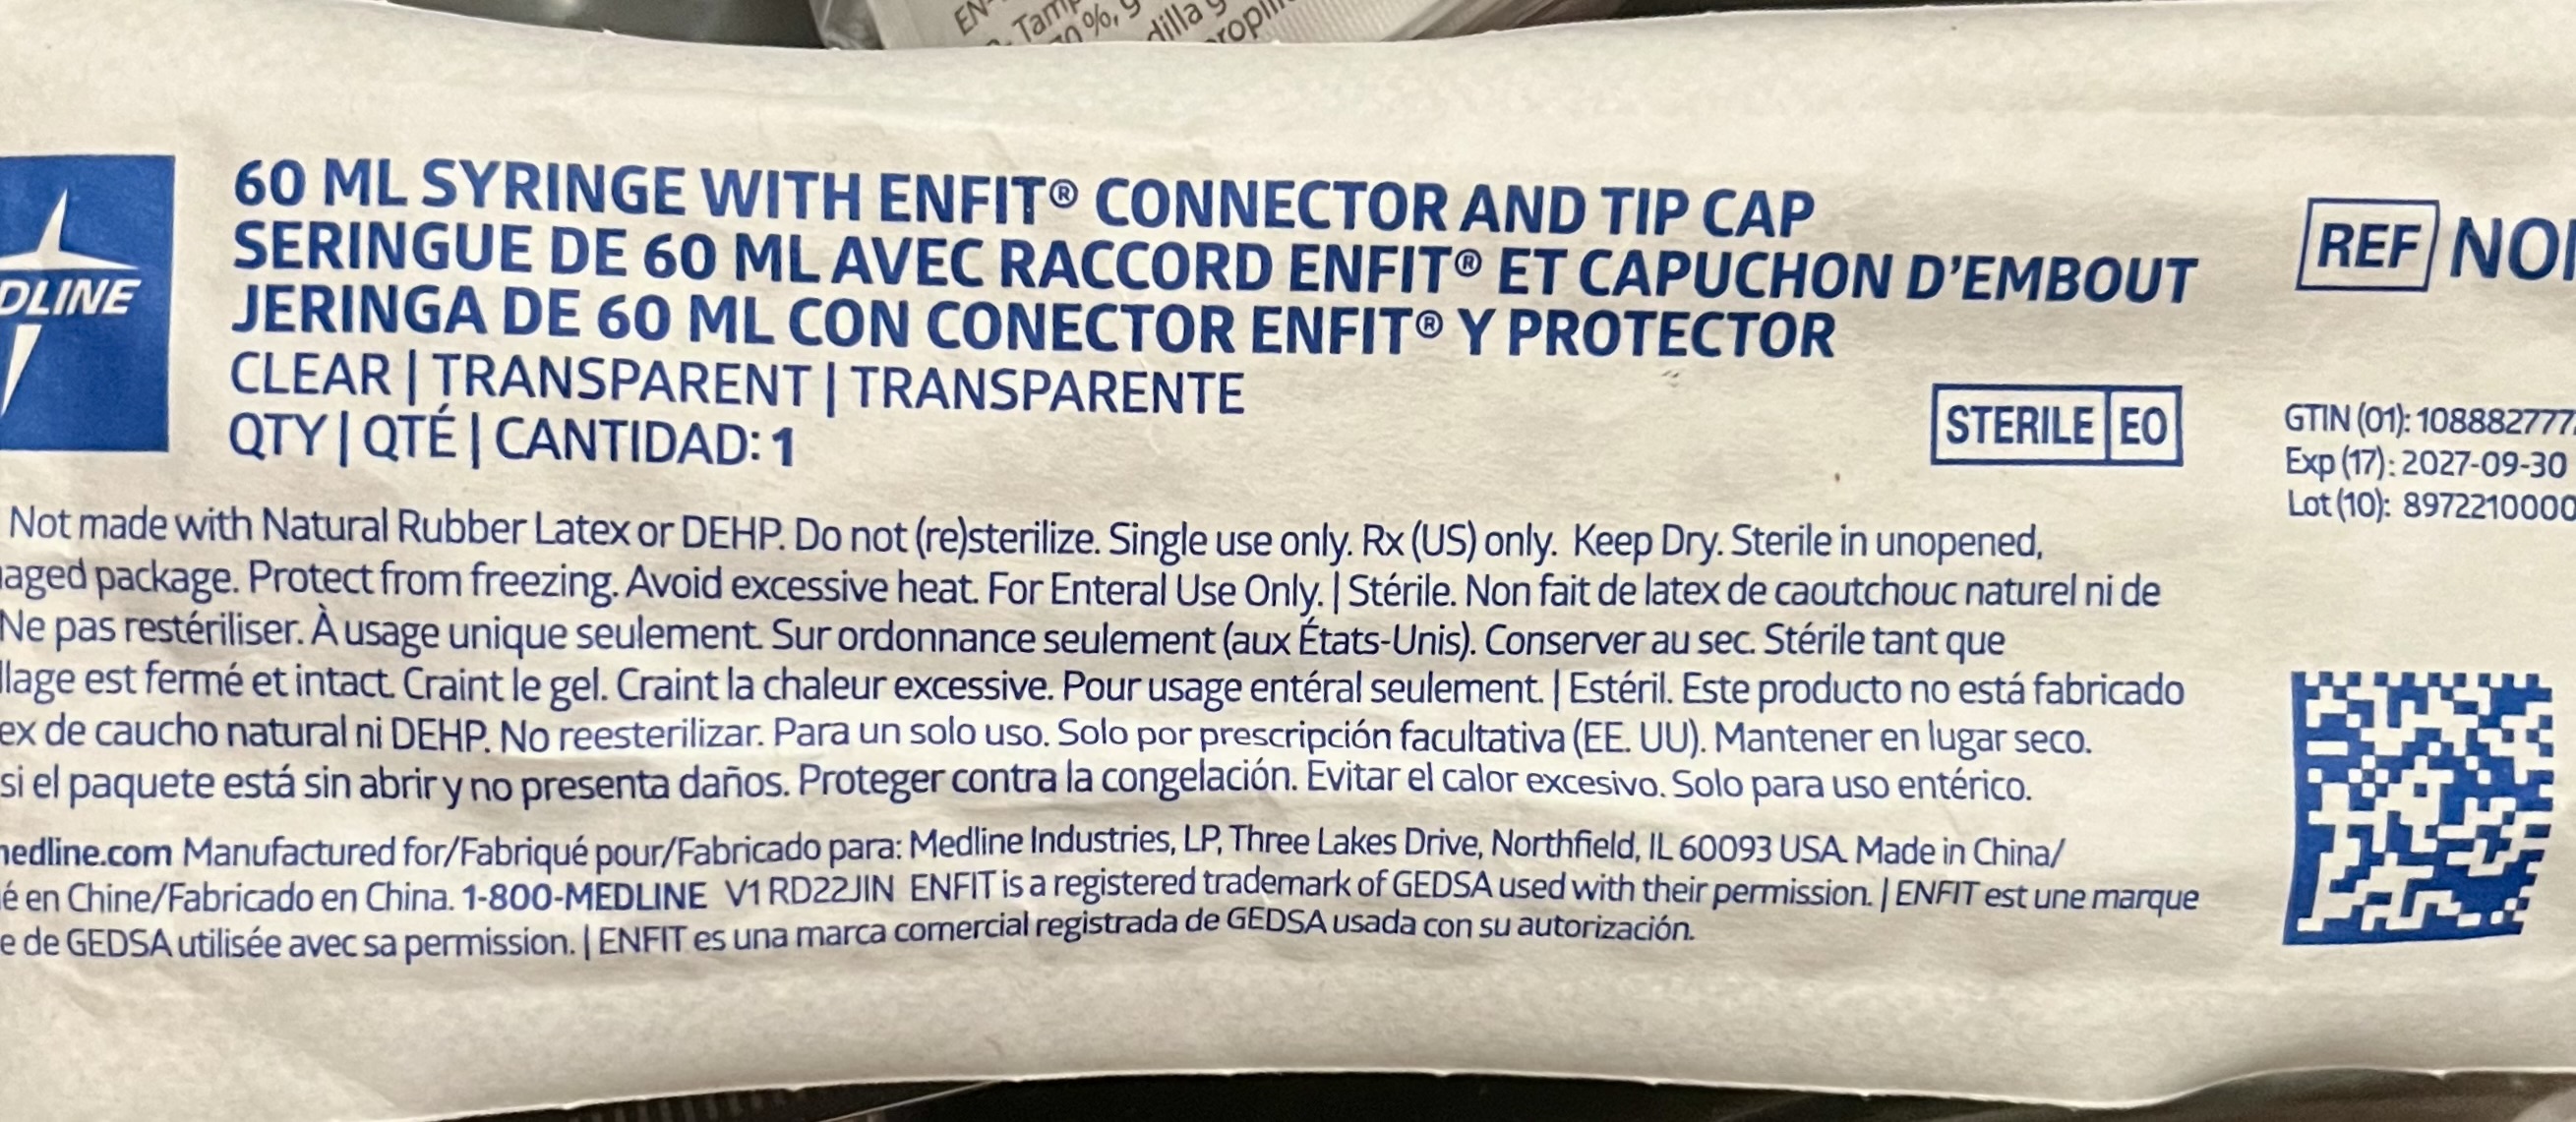 EN-
Tam
70 %, g
dilla g
ropil
DLINE
60 ML SYRINGE WITH ENFIT® CONNECTOR AND TIP CAP
SERINGUE DE 60 ML AVEC RACCORD ENFIT® ET CAPUCHON D'EMBOUT
JERINGA DE 60 ML CON CONECTOR ENFIT® Y PROTECTOR
CLEAR | TRANSPARENT | TRANSPARENTE
QTY | QTÉ | CANTIDAD: 1
REF NO
STERILE EO
GTIN (01): 108882777
Exp (17): 2027-09-30
Lot (10): 8972210000
Not made with Natural Rubber Latex or DEHP. Do not (re)sterilize. Single use only. Rx (US) only. Keep Dry. Sterile in unopened,
aged package. Protect from freezing. Avoid excessive heat. For Enteral Use Only. | Stérile. Non fait de latex de caoutchouc naturel ni de
Ne pas restériliser. À usage unique seulement. Sur ordonnance seulement (aux États-Unis). Conserver au sec. Stérile tant que
llage est fermé et intact. Craint le gel. Craint la chaleur excessive. Pour usage entéral seulement. | Estéril. Este producto no está fabricado
ex de caucho natural ni DEHP. No reesterilizar. Para un solo uso. Solo por prescripción facultativa (EE. UU). Mantener en lugar seco.
si el paquete está sin abrir y no presenta daños. Proteger contra la congelación. Evitar el calor excesivo. Solo para uso entérico.
nedline.com Manufactured for/Fabriqué pour/Fabricado para: Medline Industries, LP, Three Lakes Drive, Northfield, IL 60093 USA. Made in China/
é en Chine/Fabricado en China. 1-800-MEDLINE V1 RD22JIN ENFIT is a registered trademark of GEDSA used with their permission. | ENFIT est une marque
e de GEDSA utilisée avec sa permission. | ENFIT es una marca comercial registrada de GEDSA usada con su autorización.